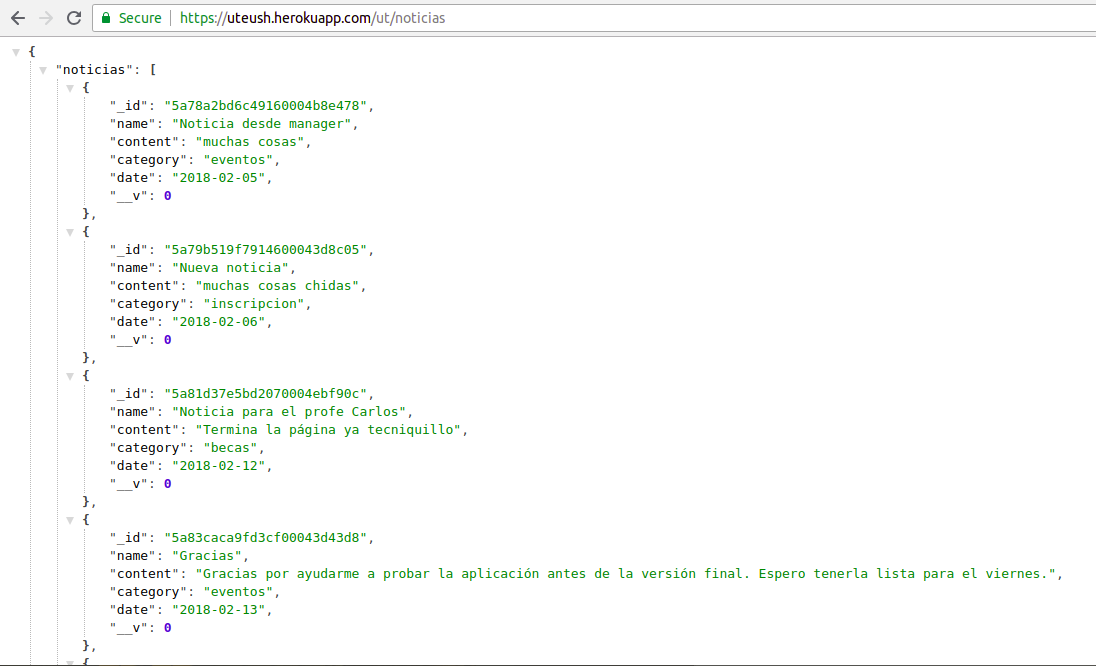 Secure | https://uteush.herokuapp.com/ut/noticias
{
"noticias": [
{
"_id": "5a78a2bd6c49160004b8e478",
"name": "Noticia desde manager",
"content": "muchas cosas",
"category": "eventos",
"date": "2018-02-05",
"__v": 0
},
{
"_id": "5a79b519f7914600043d8c05",
"name": "Nueva noticia",
"content": "muchas cosas chidas",
"category": "inscripcion",
"date": "2018-02-06",
"__v": 0
},
{
"_id": "5a81d37e5bd2070004ebf90c",
"name": "Noticia para el profe Carlos",
"content": "Termina la página ya tecniquillo",
"category": "becas",
"date": "2018-02-12",
"__v": 0
},
{
"_id": "5a83caca9fd3cf00043d43d8",
"name": "Gracias",
"content": "Gracias por ayudarme a probar la aplicación antes de la versión final. Espero tenerla lista para el viernes.",
"category": "eventos",
"date": "2018-02-13",
"__v": 0
},
{